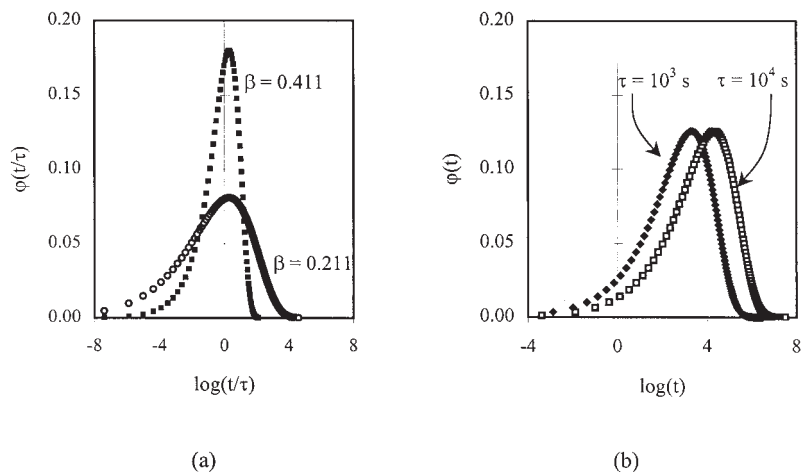 0.20
0.15
0.10
0.05
0.00
φ(t/τ)
β = 0.411
β = 0.211
-8 -4 0 4 8
log(t/τ)
(a)
0.20
0.15
0.10
0.05
0.00
φ(t)
τ = 10³ s τ = 10⁴ s
-4 0 4 8
log(t)
(b)